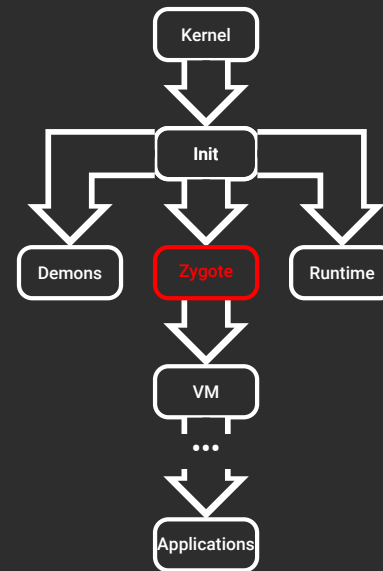 Kernel
Init
Demons
Zygote
Runtime
VM
...
Applications